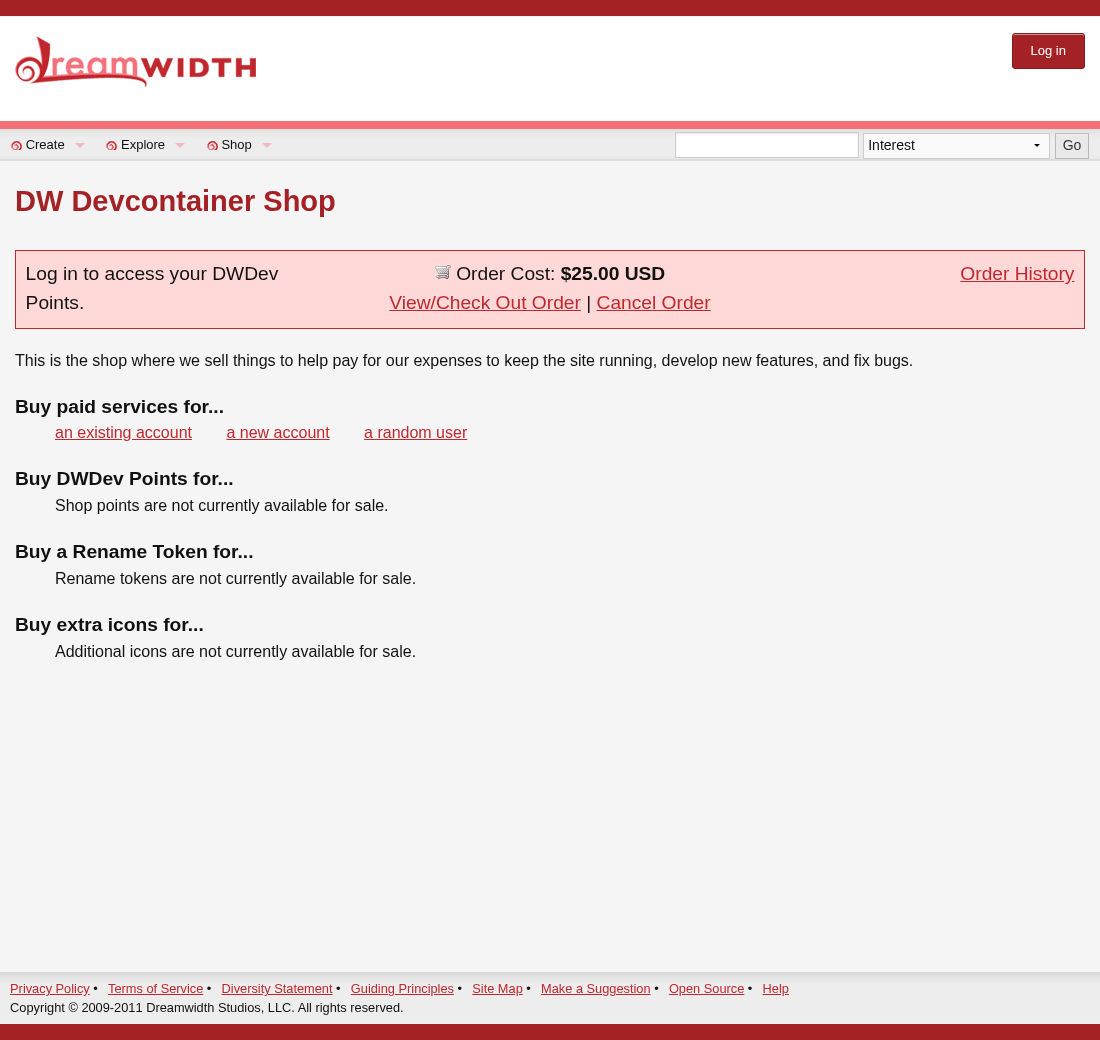 dreamWIDTH
Log in
Create Explore Shop Interest Go
DW Devcontainer Shop
Log in to access your DWDev
Points.
Order Cost: $25.00 USD
View/Check Out Order | Cancel Order
Order History
This is the shop where we sell things to help pay for our expenses to keep the site running, develop new features, and fix bugs.
Buy paid services for...
an existing account a new account a random user
Buy DWDev Points for...
Shop points are not currently available for sale.
Buy a Rename Token for...
Rename tokens are not currently available for sale.
Buy extra icons for...
Additional icons are not currently available for sale.
Privacy Policy • Terms of Service • Diversity Statement • Guiding Principles • Site Map • Make a Suggestion • Open Source • Help
Copyright © 2009-2011 Dreamwidth Studios, LLC. All rights reserved.